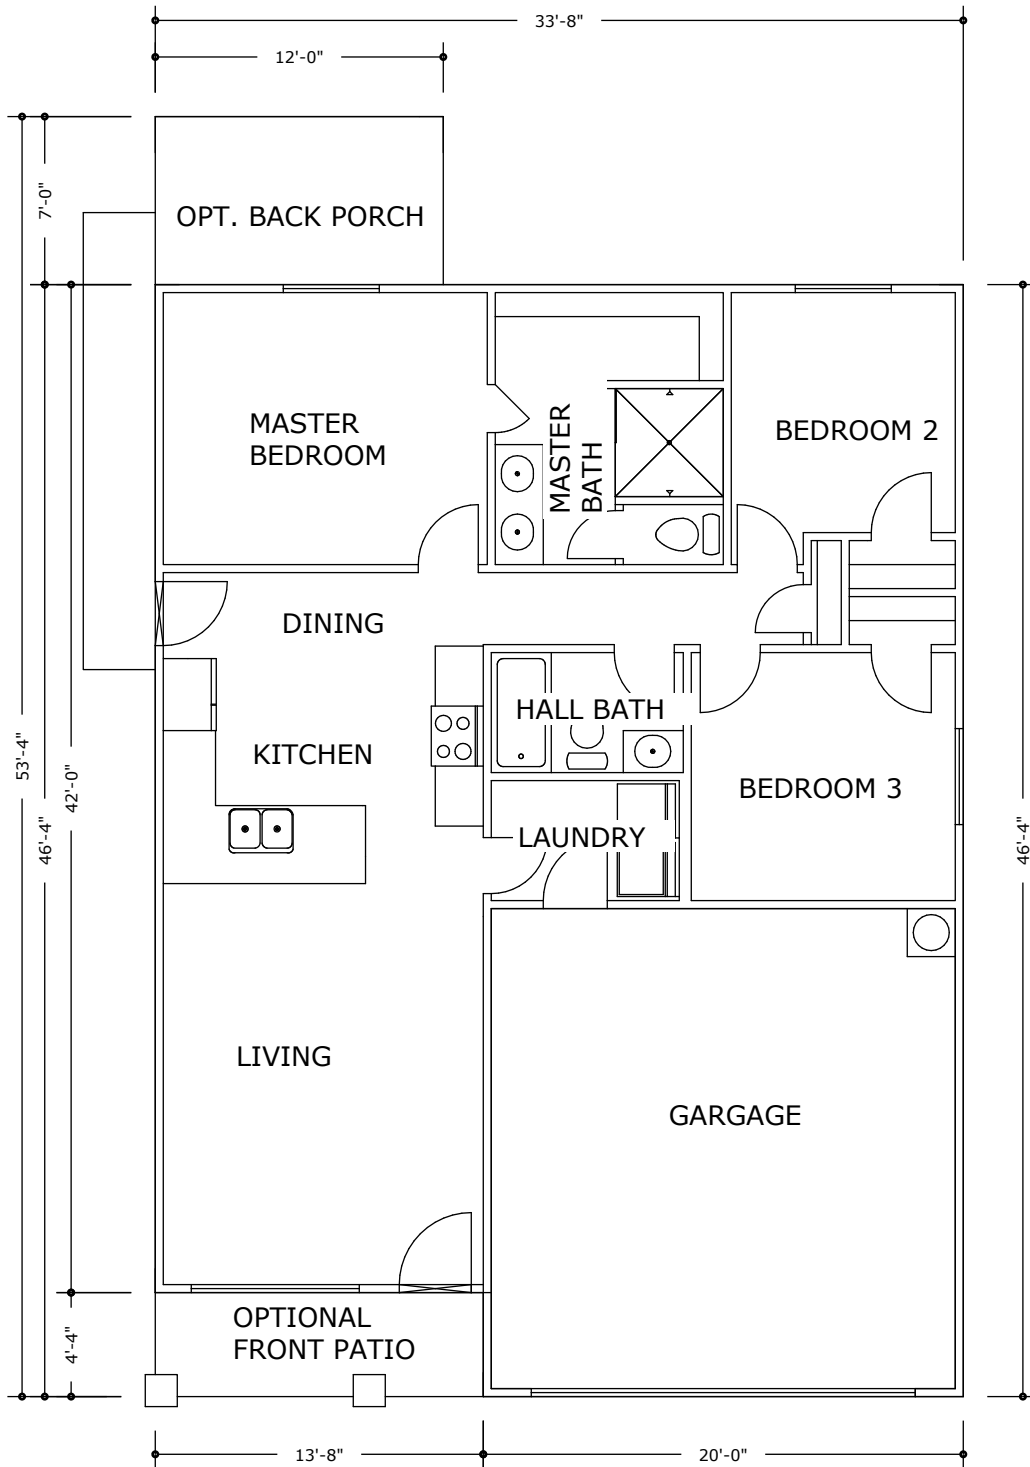 33'-8"
12'-0"
7'-0"
OPT. BACK PORCH
MASTER
BEDROOM
MASTER
BATH
BEDROOM 2
DINING
HALL BATH
KITCHEN
BEDROOM 3
LAUNDRY
53'-4"
46'-4"
42'-0"
46'-4"
LIVING
GARGAGE
OPTIONAL
FRONT PATIO
4'-4"
13'-8"
20'-0"